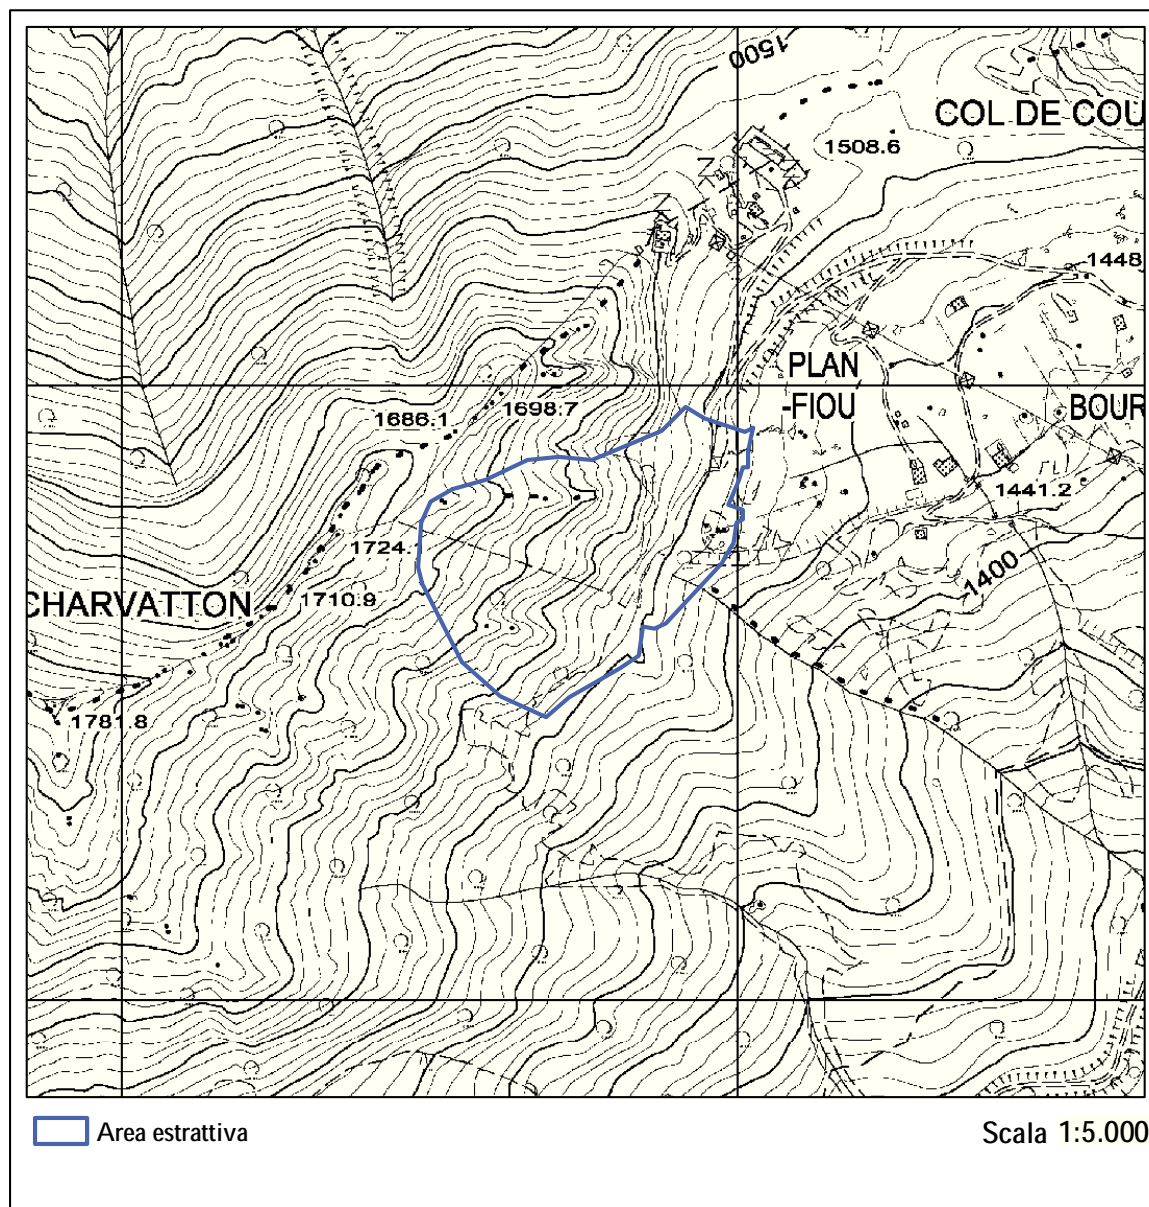 1500
COL DE COU
1508.6
1448
PLAN
-FIOU
BOUR
1686.1
1698.7
1441.2
1724.1
1400
CHARVATTON
1710.9
1781.8
Area estrattiva
Scala 1:5.000